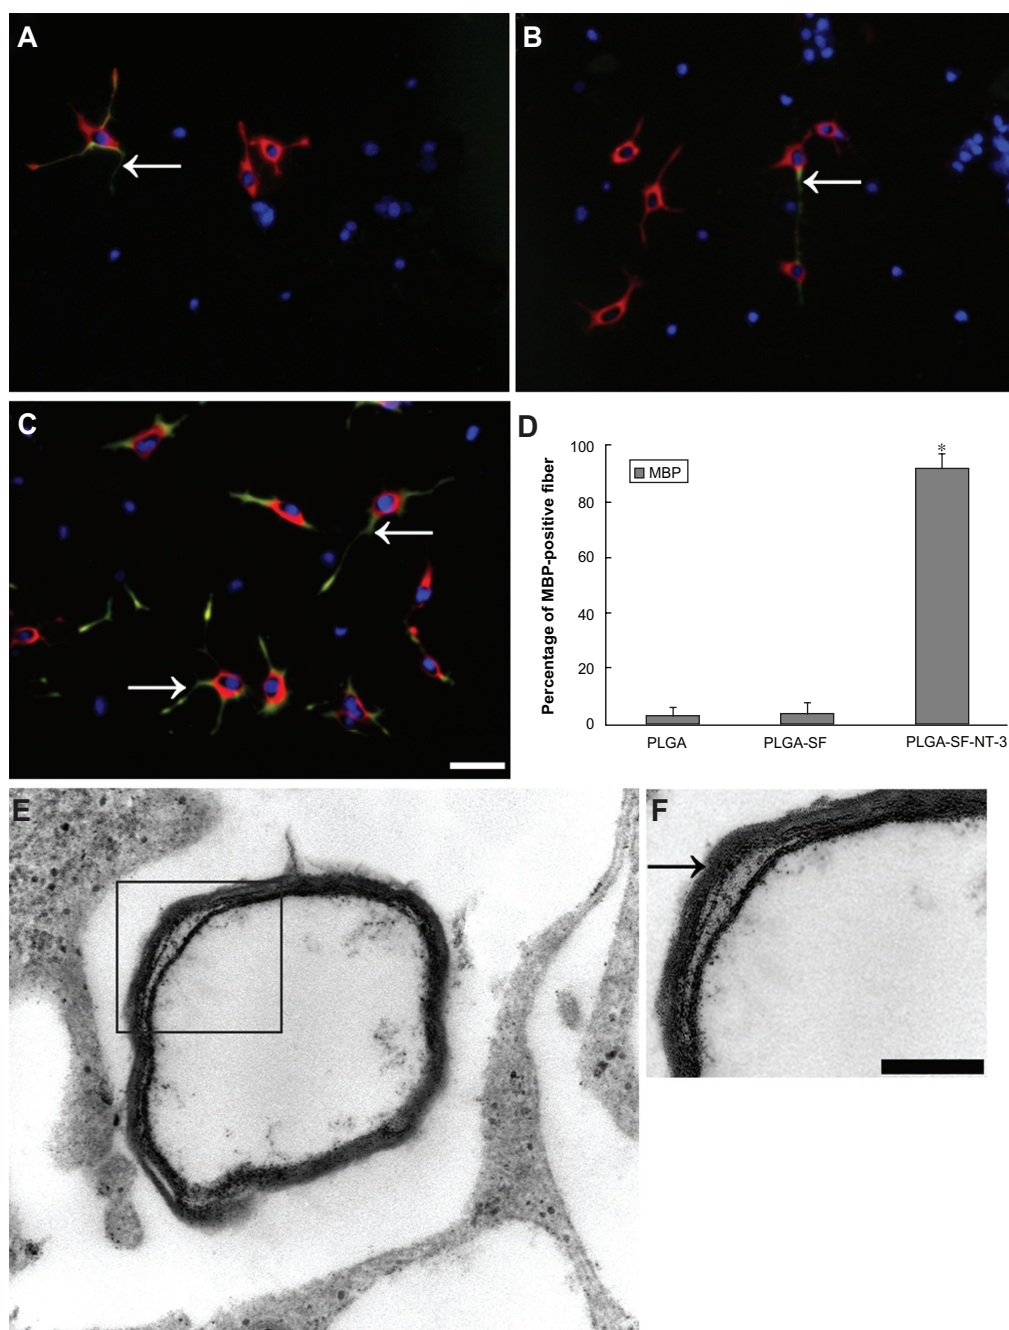 A
B
C
D
Percentage of MBP-positive fiber
100
80
60
40
20
0
MBP
*
PLGA
PLGA-SF
PLGA-SF-NT-3
E
F